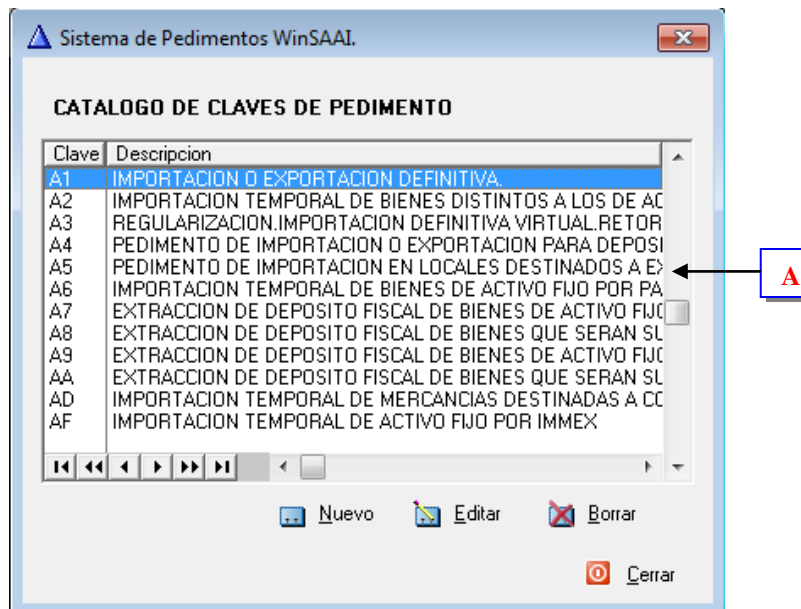 Sistema de Pedimentos WinSAAI.
CATALOGO DE CLAVES DE PEDIMENTO
Clave Descripcion
A1 IMPORTACION O EXPORTACION DEFINITIVA.
A2 IMPORTACION TEMPORAL DE BIENES DISTINTOS A LOS DE AC
A3 REGULARIZACION.IMPORTACION DEFINITIVA VIRTUAL.RETOR
A4 PEDIMENTO DE IMPORTACION O EXPORTACION PARA DEPOSI
A5 PEDIMENTO DE IMPORTACION EN LOCALES DESTINADOS A EX
A
A6 IMPORTACION TEMPORAL DE BIENES DE ACTIVO FIJO POR PA
A7 EXTRACCION DE DEPOSITO FISCAL DE BIENES DE ACTIVO FIJO
A8 EXTRACCION DE DEPOSITO FISCAL DE BIENES QUE SERAN SU
A9 EXTRACCION DE DEPOSITO FISCAL DE BIENES DE ACTIVO FIJO
AA EXTRACCION DE DEPOSITO FISCAL DE BIENES QUE SERAN SU
AD IMPORTACION TEMPORAL DE MERCANCIAS DESTINADAS A CO
AF IMPORTACION TEMPORAL DE ACTIVO FIJO POR IMMEX
Nuevo Editar Borrar
Cerrar